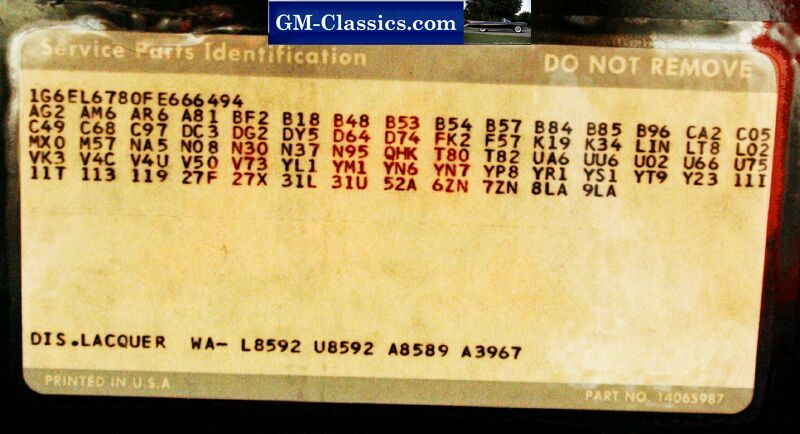 GM-Classics.com
Service Parts Identification DO NOT REMOVE
1G6EL6780FE666494
AG2 AM6 AR6 A81 BF2 B18 B48 B53 B54 B57 B84 B85 B96 CA2 C05
C49 C68 C97 DC3 DG2 DY5 D64 D74 FK2 F57 K19 K34 LIN LT8 L02
MX0 M57 NA5 N08 N30 N37 N95 QHK T80 T82 UA6 UU6 U02 U66 U75
VK3 V4C V4U V50 V73 YL1 YM1 YN6 YN7 YP8 YR1 YS1 YT9 Y23 11I
11T 113 119 27F 27X 31L 31U 52A 6ZN 7ZN 8LA 9LA
DIS.LACQUER WA- L8592 U8592 A8589 A3967
PRINTED IN U.S.A PART NO. 14065987